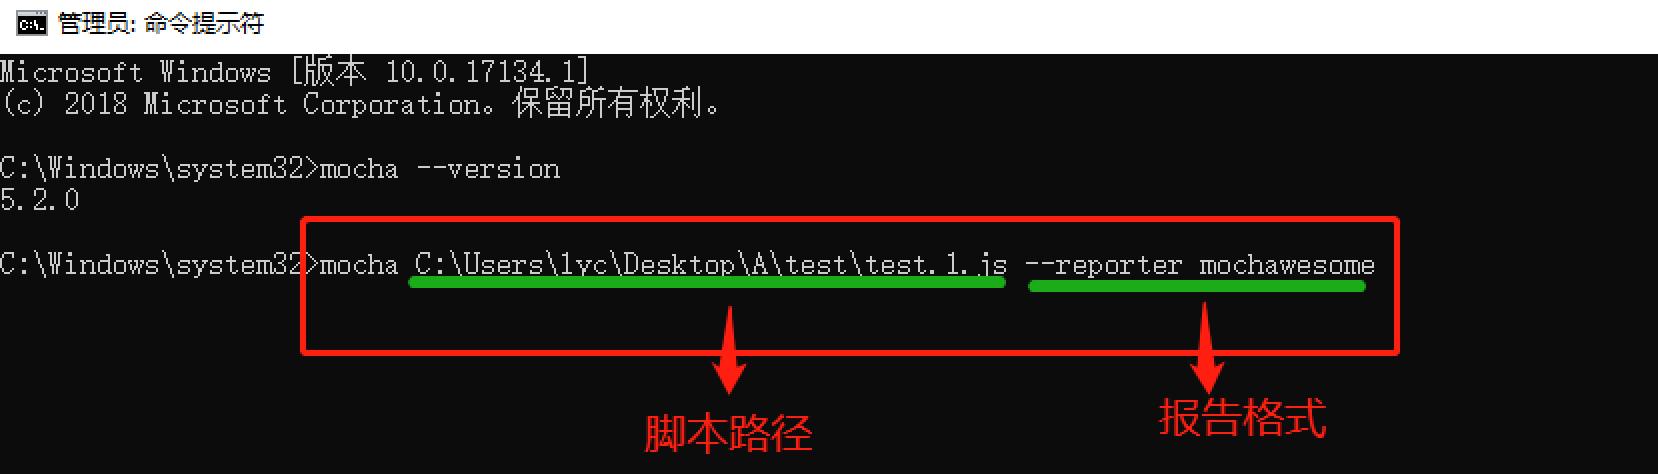 管理员: 命令提示符
Microsoft Windows [版本 10.0.17134.1]
(c) 2018 Microsoft Corporation。保留所有权利。
C:\Windows\system32>mocha --version
5.2.0
C:\Windows\system32>mocha C:\Users\lyc\Desktop\A\test\test.1.js --reporter mochawesome
脚本路径
报告格式